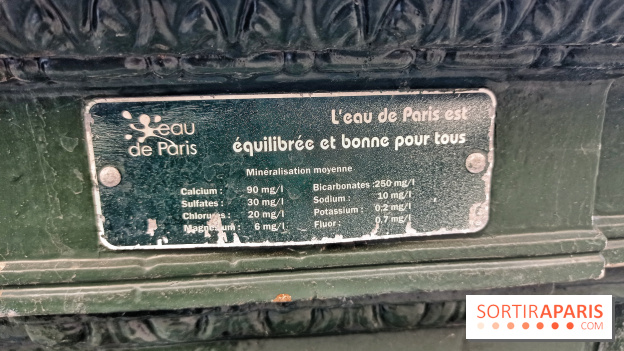 eau
de Paris
L'eau de Paris est
équilibrée et bonne pour tous
Minéralisation moyenne
Calcium : 90 mg/l
Sulfates : 30 mg/l
Chlorures : 20 mg/l
Magnésium : 6 mg/l
Bicarbonates :250 mg/l
Sodium : 10 mg/l
Potassium : 0.2 mg/l
Fluor : 0.7 mg/l
SORTIRAPARIS
.COM